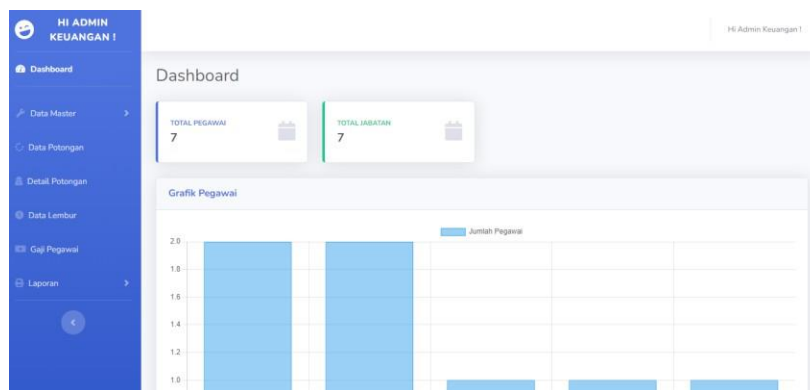 HI ADMIN
KEUANGAN !
Hi Admin Keuangan !
Dashboard
Data Master
Data Potongan
Detail Potongan
Data Lembur
Gaji Pegawai
Laporan
Dashboard
TOTAL PEGAWAI
7
TOTAL JABATAN
7
Grafik Pegawai
Jumlah Pegawai
2.0
1.8
1.6
1.4
1.2
1.0